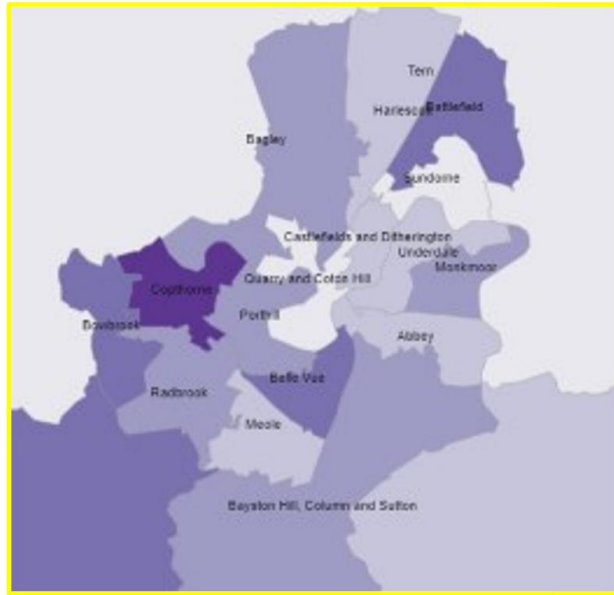 Tern
Harlescott
Battlefield
Bagley
Sundorne
Castlefields and Ditherington
Underdale
Quarry and Coton Hill
Monkmoor
Copthorne
Porthill
Bowbrook
Abbey
Belle Vue
Radbrook
Meole
Bayston Hill, Column and Sutton